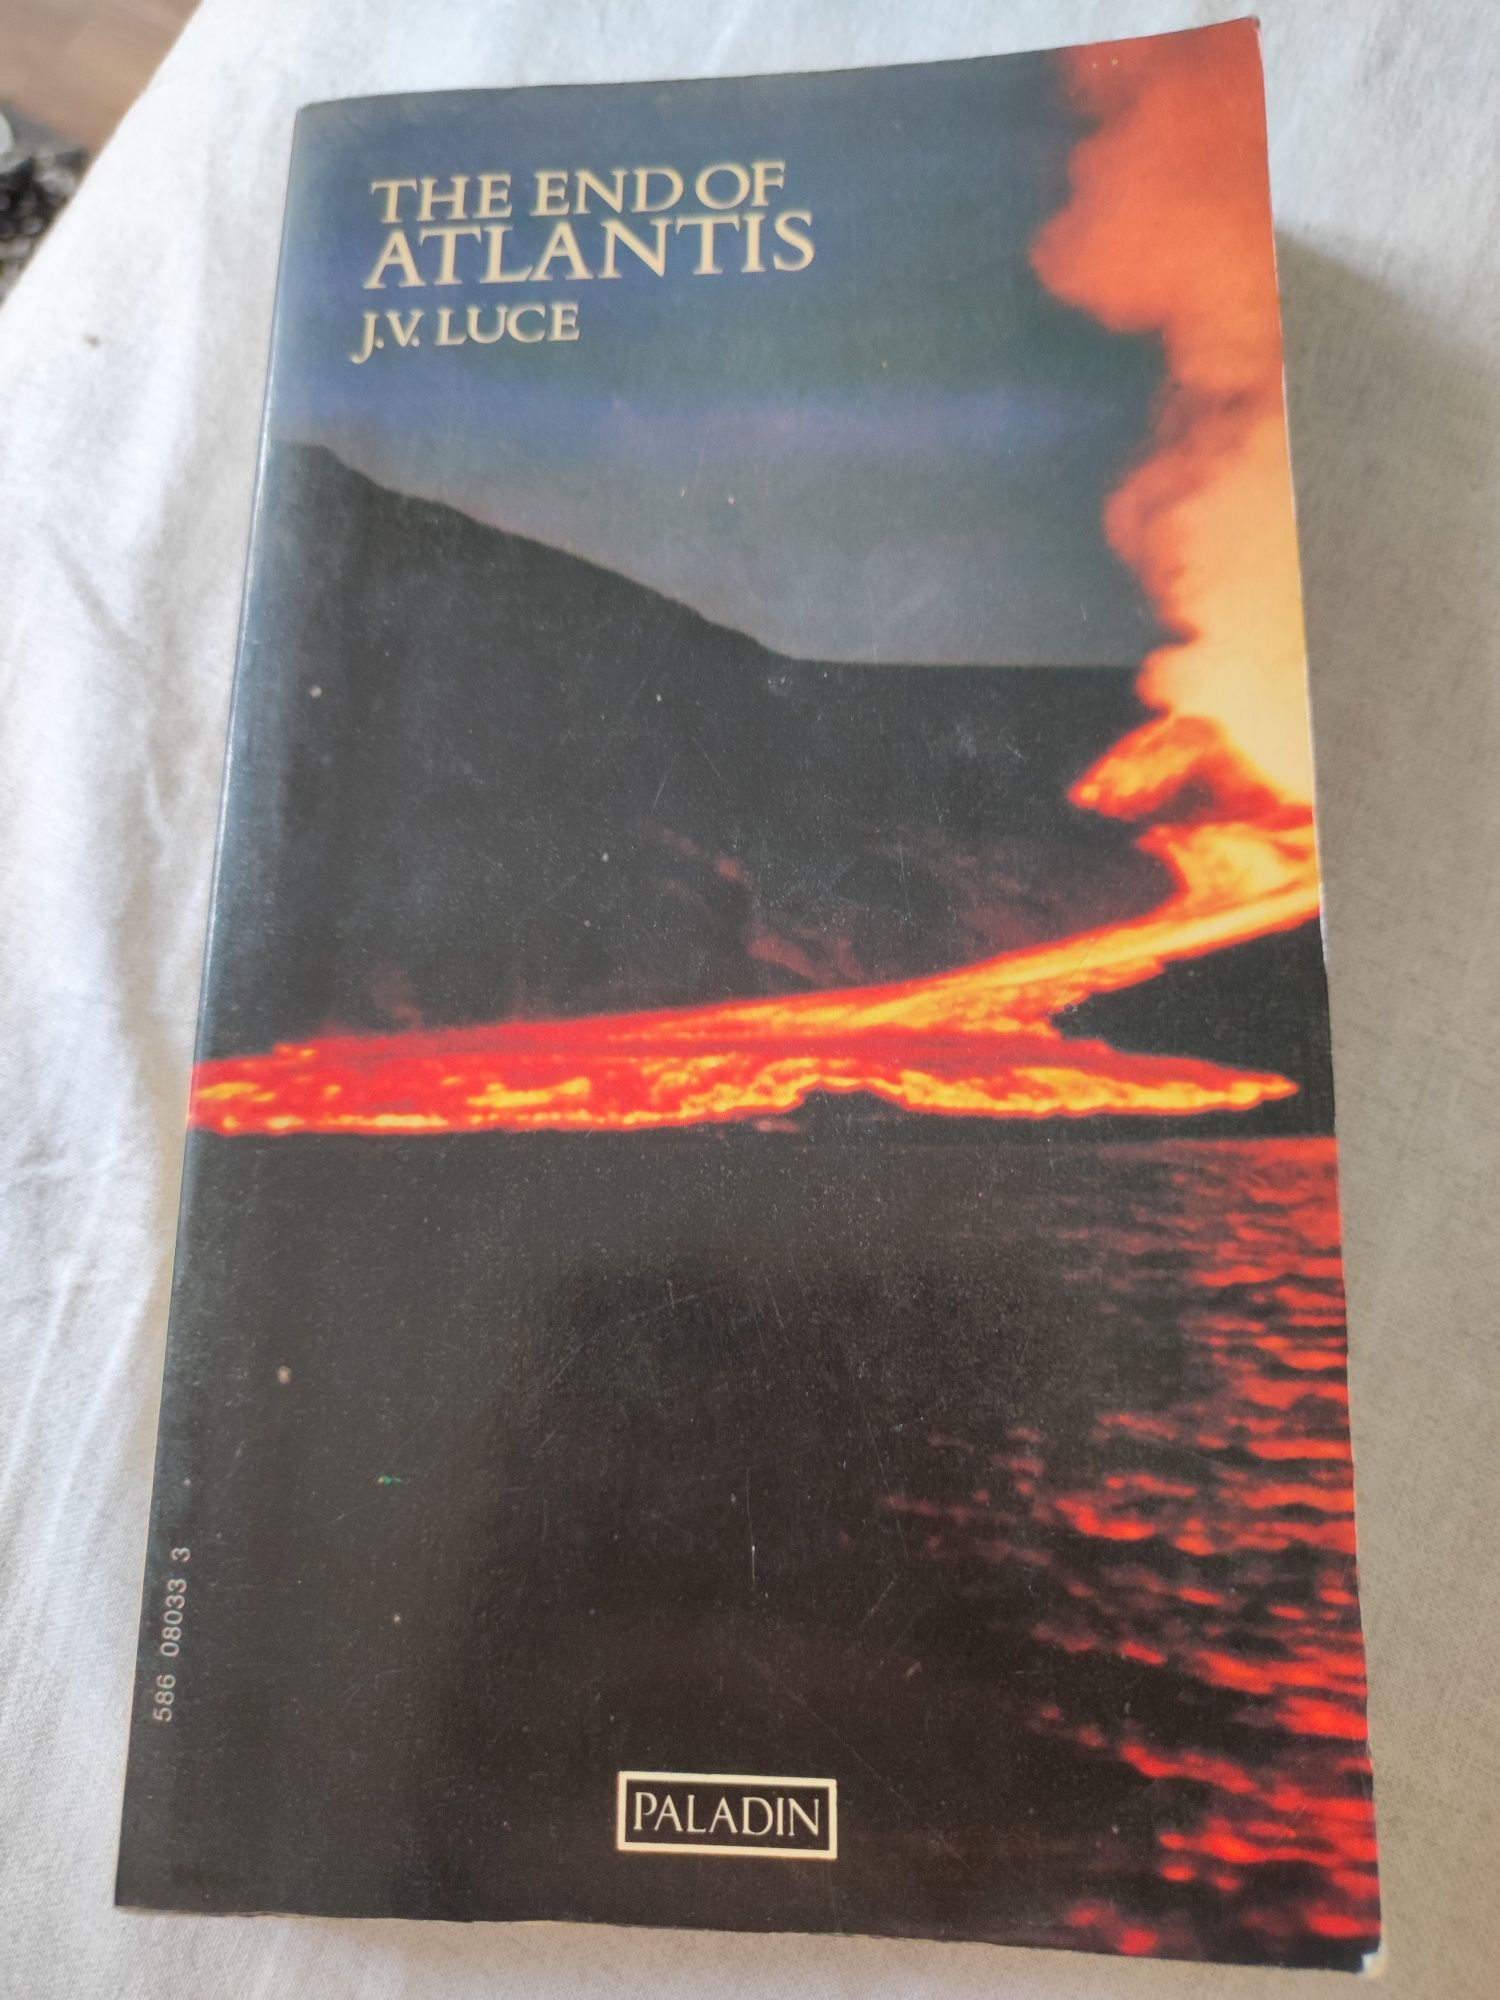 THE END OF
ATLANTIS
J.V. LUCE
586 08033 3
PALADIN